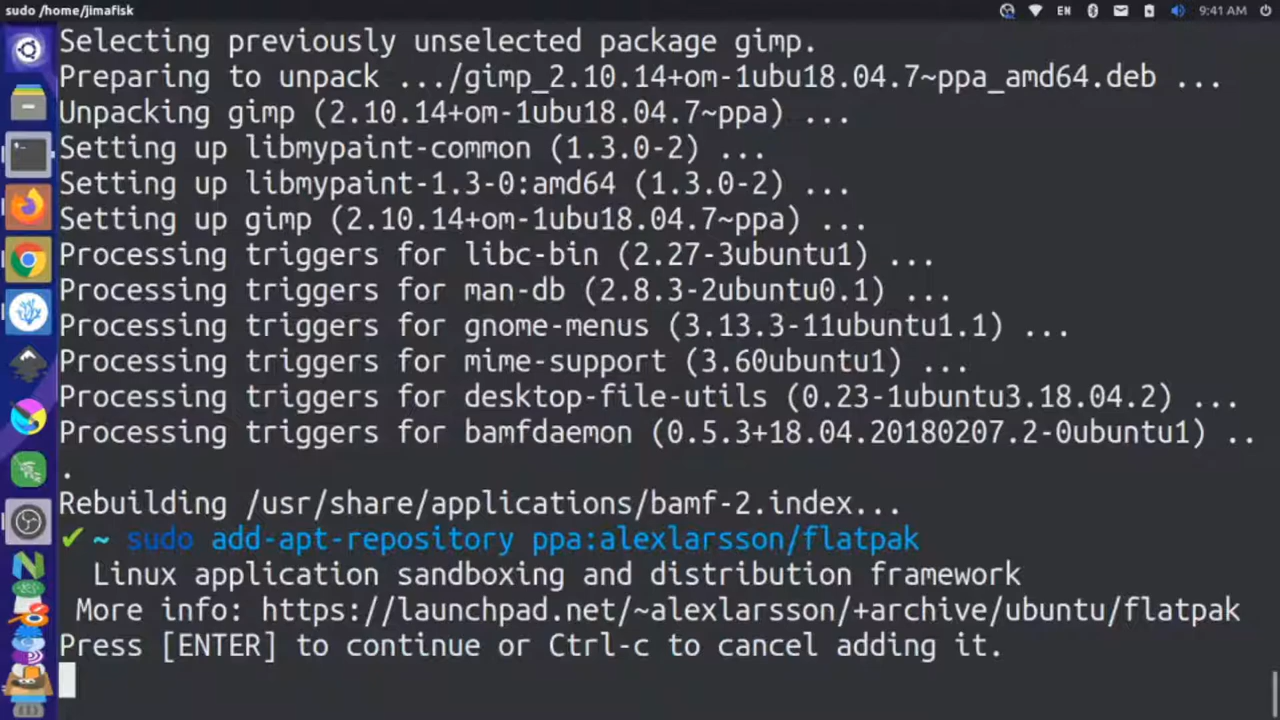 sudo /home/jimafisk
EN
9:41 AM
Selecting previously unselected package gimp.
Preparing to unpack .../gimp_2.10.14+om-1ubu18.04.7~ppa_amd64.deb ...
Unpacking gimp (2.10.14+om-1ubu18.04.7~ppa) ...
Setting up libmypaint-common (1.3.0-2) ...
Setting up libmypaint-1.3-0:amd64 (1.3.0-2) ...
Setting up gimp (2.10.14+om-1ubu18.04.7~ppa) ...
Processing triggers for libc-bin (2.27-3ubuntu1) ...
Processing triggers for man-db (2.8.3-2ubuntu0.1) ...
Processing triggers for gnome-menus (3.13.3-11ubuntu1.1) ...
Processing triggers for mime-support (3.60ubuntu1) ...
Processing triggers for desktop-file-utils (0.23-1ubuntu3.18.04.2) ...
Processing triggers for bamfdaemon (0.5.3+18.04.20180207.2-0ubuntu1) ..
.
Rebuilding /usr/share/applications/bamf-2.index...
✔ ~ sudo add-apt-repository ppa:alexlarsson/flatpak
Linux application sandboxing and distribution framework
More info: https://launchpad.net/~alexlarsson/+archive/ubuntu/flatpak
Press [ENTER] to continue or Ctrl-c to cancel adding it.